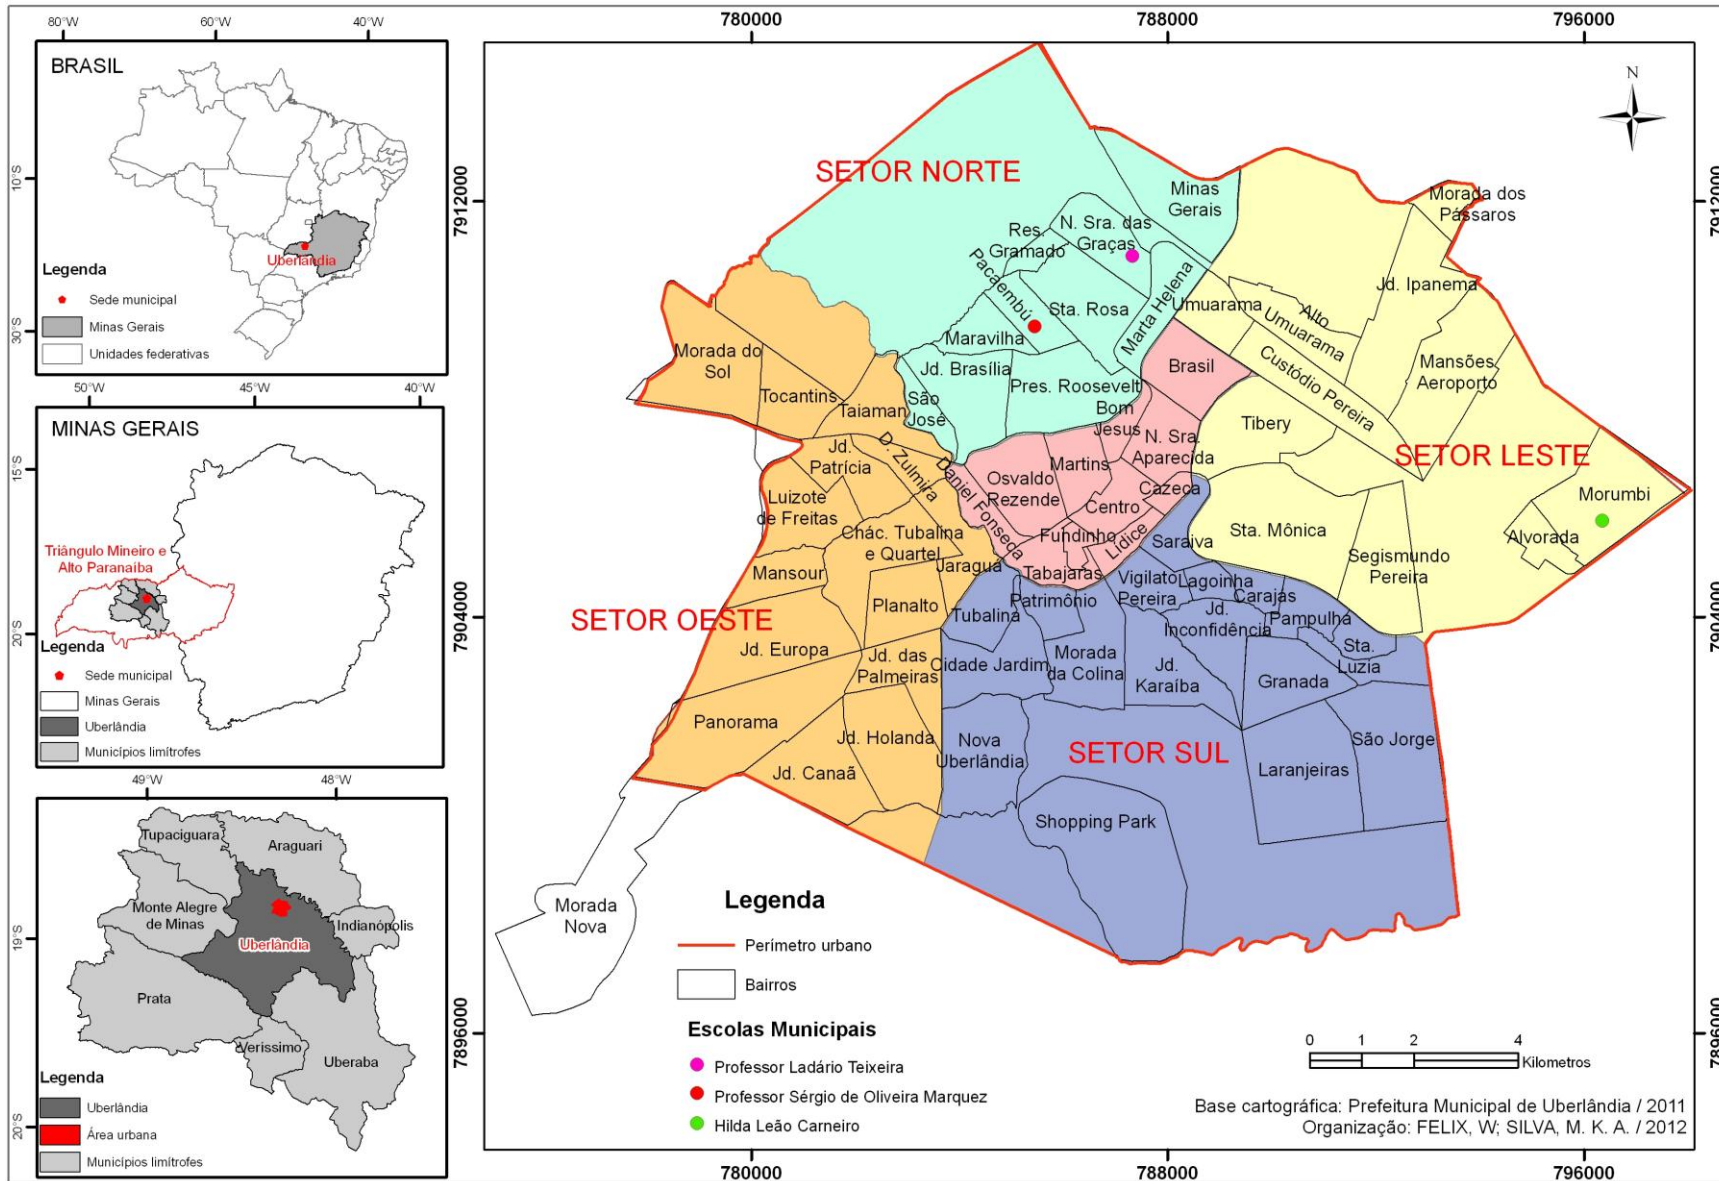 80°W
60°W
40°W
BRASIL
10°S
30°S
Uberlândia
Legenda
Sede municipal
Minas Gerais
Unidades federativas
50°W
45°W
40°W
MINAS GERAIS
15°S
20°S
Triângulo Mineiro e
Alto Paranaíba
Legenda
Sede municipal
Minas Gerais
Uberlândia
Municípios limítrofes
49°W
48°W
19°S
20°S
Tupaciguara
Araguari
Monte Alegre
de Minas
Indianópolis
Uberlândia
Prata
Veríssimo
Uberaba
Legenda
Uberlândia
Área urbana
Municípios limítrofes
780000
788000
796000
7912000
7912000
7904000
7904000
7896000
7896000
N
SETOR NORTE
Minas
Gerais
N. Sra. das
Graças
Res.
Gramado
Pacaembú
Sta. Rosa
Marta Helena
Maravilha
Jd. Brasília
Pres. Roosevelt
São
José
Morada dos
Pássaros
Jd. Ipanema
Umuarama
Alto
Umuarama
Custódio Pereira
Mansões
Aeroporto
Tibery
SETOR LESTE
Morumbi
Alvorada
Sta. Mônica
Segismundo
Pereira
Brasil
Bom
Jesus
N. Sra.
Aparecida
Martins
Osvaldo
Rezende
Cazeca
Centro
Fundinho
Lídice
Tabajaras
Daniel Fonseca
Morada do
Sol
Tocantins
Taiaman
Jd.
Patrícia
D. Zulmira
Luizote
de Freitas
Chác. Tubalina
e Quartel
Jaraguá
Mansour
Planalto
SETOR OESTE
Jd. Europa
Jd. das
Palmeiras
Panorama
Jd. Holanda
Jd. Canaã
Saraiva
Vigilato
Pereira
Lagoinha
Carajás
Pampulha
Patrimônio
Tubalina
Jd.
Inconfidência
Sta.
Luzia
Cidade Jardim
Morada
da Colina
Jd.
Karaíba
Granada
Nova
Uberlândia
SETOR SUL
São Jorge
Laranjeiras
Shopping Park
Morada
Nova
Legenda
Perímetro urbano
Bairros
Escolas Municipais
Professor Ladário Teixeira
Professor Sérgio de Oliveira Marquez
Hilda Leão Carneiro
0 1 2 4
Kilometros
Base cartográfica: Prefeitura Municipal de Uberlândia / 2011
Organização: FELIX, W; SILVA, M. K. A. / 2012
780000
788000
796000